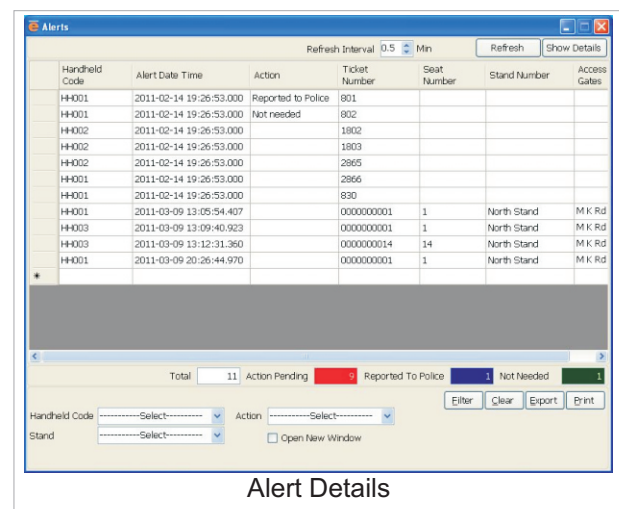 e Alerts
Refresh Interval 0.5 Min Refresh Show Details
Handheld Code Alert Date Time Action Ticket Number Seat Number Stand Number Access Gates
HH001 2011-02-14 19:26:53.000 Reported to Police 801
HH001 2011-02-14 19:26:53.000 Not needed 802
HH002 2011-02-14 19:26:53.000 1802
HH002 2011-02-14 19:26:53.000 1803
HH002 2011-02-14 19:26:53.000 2865
HH001 2011-02-14 19:26:53.000 2866
HH001 2011-02-14 19:26:53.000 830
HH001 2011-03-09 13:05:54.407 0000000001 1 North Stand M K Rd
HH003 2011-03-09 13:09:40.923 0000000001 1 North Stand M K Rd
HH003 2011-03-09 13:12:31.360 0000000014 14 North Stand M K Rd
HH001 2011-03-09 20:26:44.970 0000000001 1 North Stand M K Rd
*
Total 11 Action Pending 9 Reported To Police 1 Not Needed 1
Filter Clear Export Print
Handheld Code -----------Select---------- Action -----------Select----------
Stand -----------Select---------- Open New Window
Alert Details